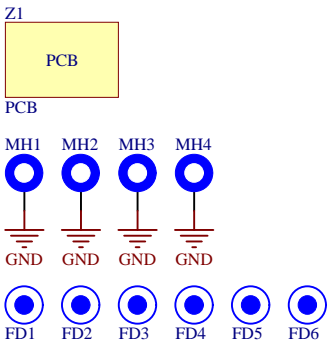 Z1
PCB
PCB
MH1 MH2 MH3 MH4
GND GND GND GND
FD1 FD2 FD3 FD4 FD5 FD6